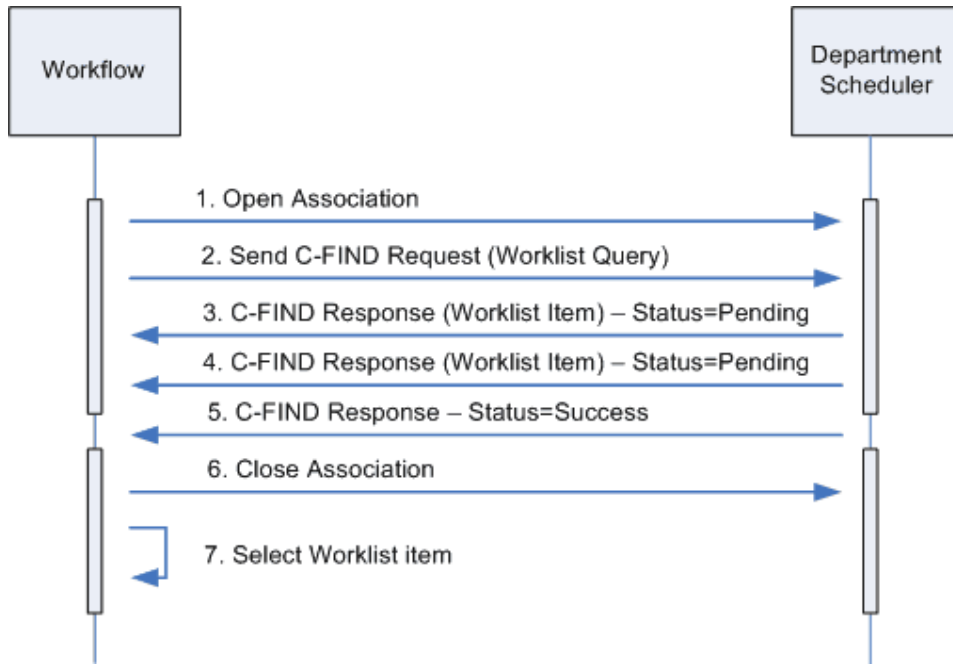 Workflow
Department
Scheduler
1. Open Association
2. Send C-FIND Request (Worklist Query)
3. C-FIND Response (Worklist Item) – Status=Pending
4. C-FIND Response (Worklist Item) – Status=Pending
5. C-FIND Response – Status=Success
6. Close Association
7. Select Worklist item